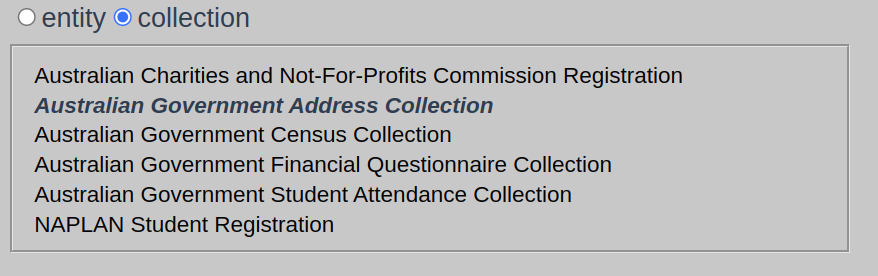 entity collection
Australian Charities and Not-For-Profits Commission Registration
Australian Government Address Collection
Australian Government Census Collection
Australian Government Financial Questionnaire Collection
Australian Government Student Attendance Collection
NAPLAN Student Registration